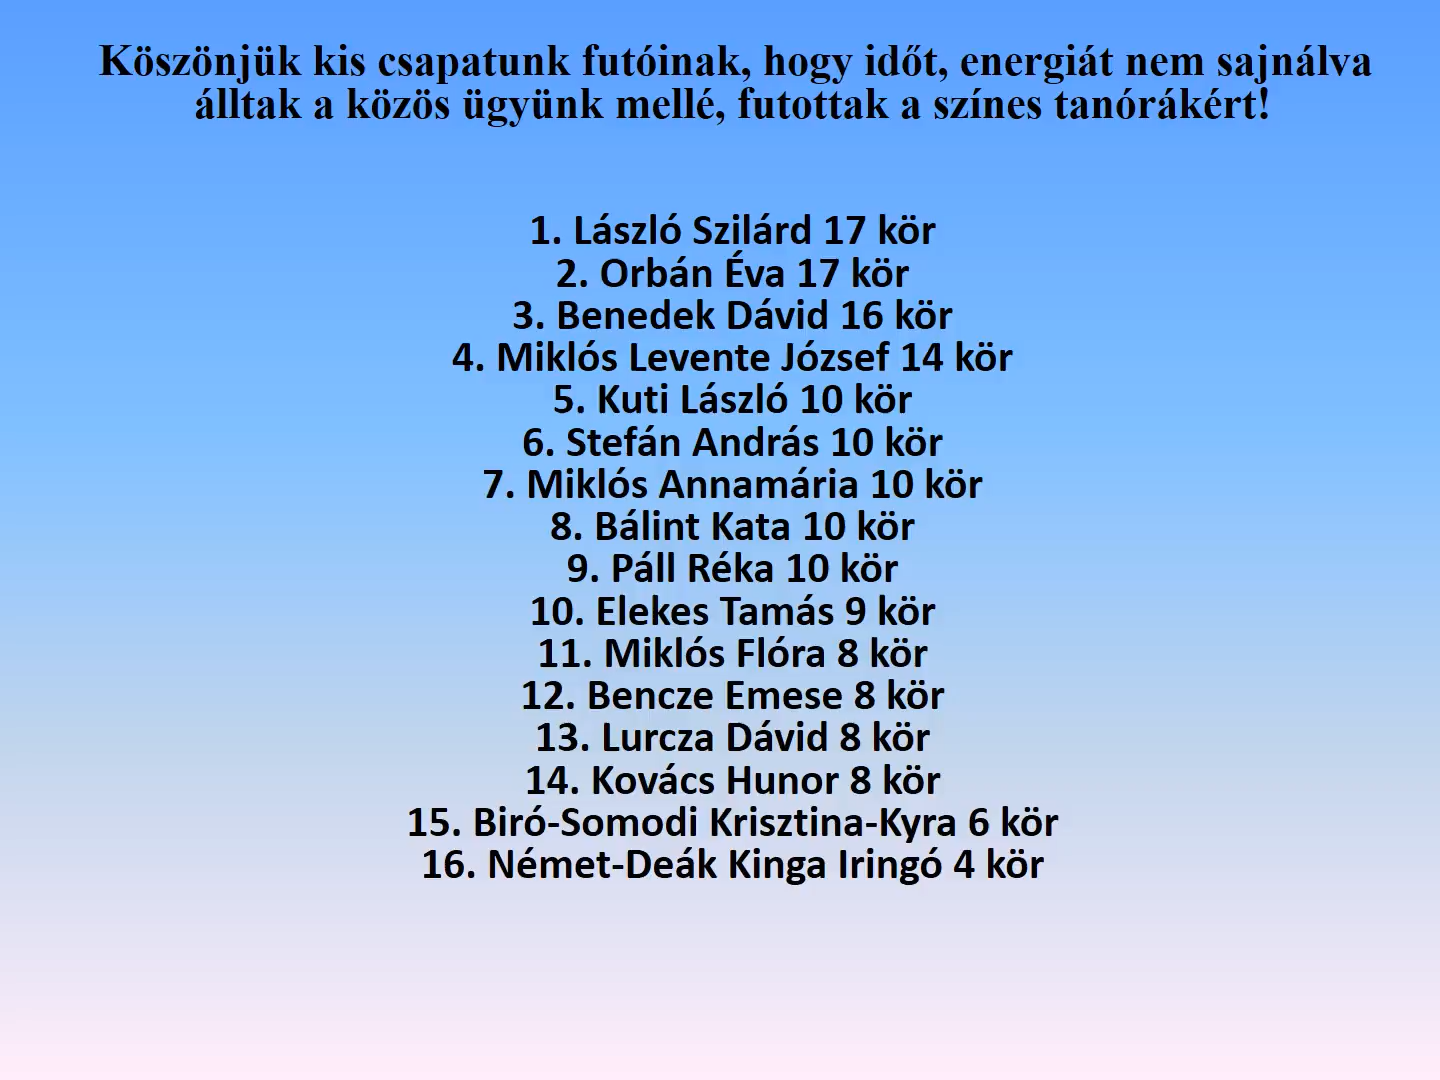 Köszönjük kis csapatunk futóinak, hogy időt, energiát nem sajnálva
álltak a közös ügyünk mellé, futottak a színes tanórákért!
1. László Szilárd 17 kör
2. Orbán Éva 17 kör
3. Benedek Dávid 16 kör
4. Miklós Levente József 14 kör
5. Kuti László 10 kör
6. Stefán András 10 kör
7. Miklós Annamária 10 kör
8. Bálint Kata 10 kör
9. Páll Réka 10 kör
10. Elekes Tamás 9 kör
11. Miklós Flóra 8 kör
12. Bencze Emese 8 kör
13. Lurcza Dávid 8 kör
14. Kovács Hunor 8 kör
15. Biró-Somodi Krisztina-Kyra 6 kör
16. Német-Deák Kinga Iringó 4 kör